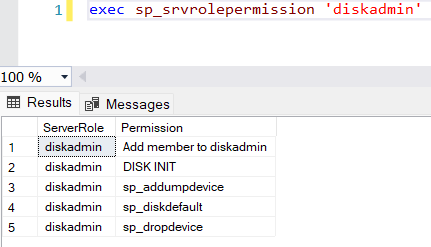 1 exec sp_srvrolepermission 'diskadmin'
100 %
Results Messages
ServerRole Permission
1 diskadmin Add member to diskadmin
2 diskadmin DISK INIT
3 diskadmin sp_addumpdevice
4 diskadmin sp_diskdefault
5 diskadmin sp_dropdevice